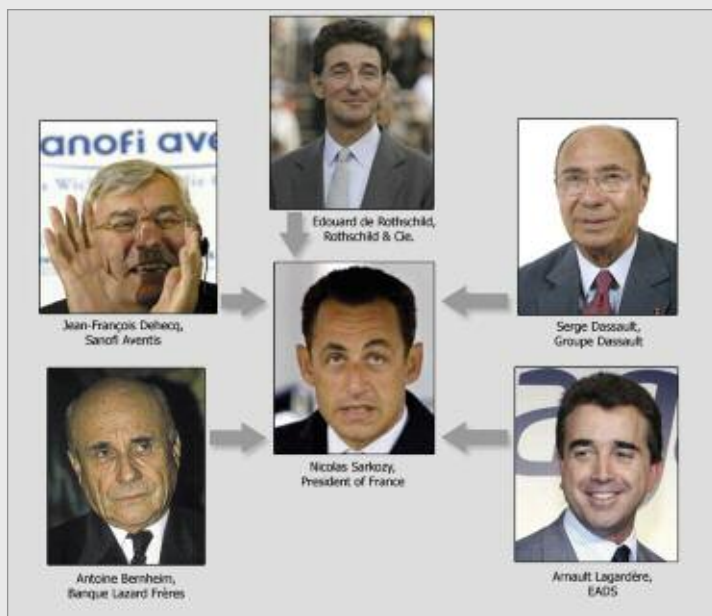 anofi ave
Edouard de Rothschild,
Rothschild & Cie.
Jean-François Dehecq,
Sanofi Aventis
Serge Dassault,
Groupe Dassault
Nicolas Sarkozy,
President of France
Antoine Bernheim,
Banque Lazard Frères
Arnault Lagardère,
EADS